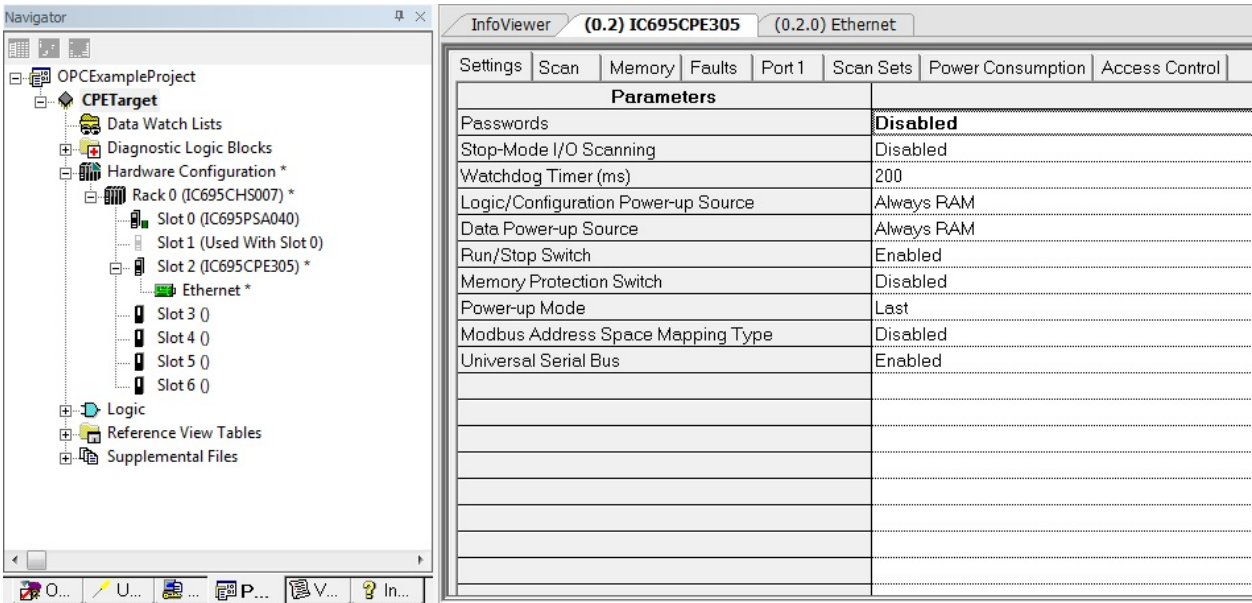 Navigator
OPCExampleProject
CPETarget
Data Watch Lists
Diagnostic Logic Blocks
Hardware Configuration *
Rack 0 (IC695CHS007) *
Slot 0 (IC695PSA040)
Slot 1 (Used With Slot 0)
Slot 2 (IC695CPE305) *
Ethernet *
Slot 3 ()
Slot 4 ()
Slot 5 ()
Slot 6 ()
Logic
Reference View Tables
Supplemental Files
O... U... ... P... V... In...
InfoViewer (0.2) IC695CPE305 (0.2.0) Ethernet
Settings Scan Memory Faults Port 1 Scan Sets Power Consumption Access Control
Parameters
Passwords Disabled
Stop-Mode I/O Scanning Disabled
Watchdog Timer (ms) 200
Logic/Configuration Power-up Source Always RAM
Data Power-up Source Always RAM
Run/Stop Switch Enabled
Memory Protection Switch Disabled
Power-up Mode Last
Modbus Address Space Mapping Type Disabled
Universal Serial Bus Enabled